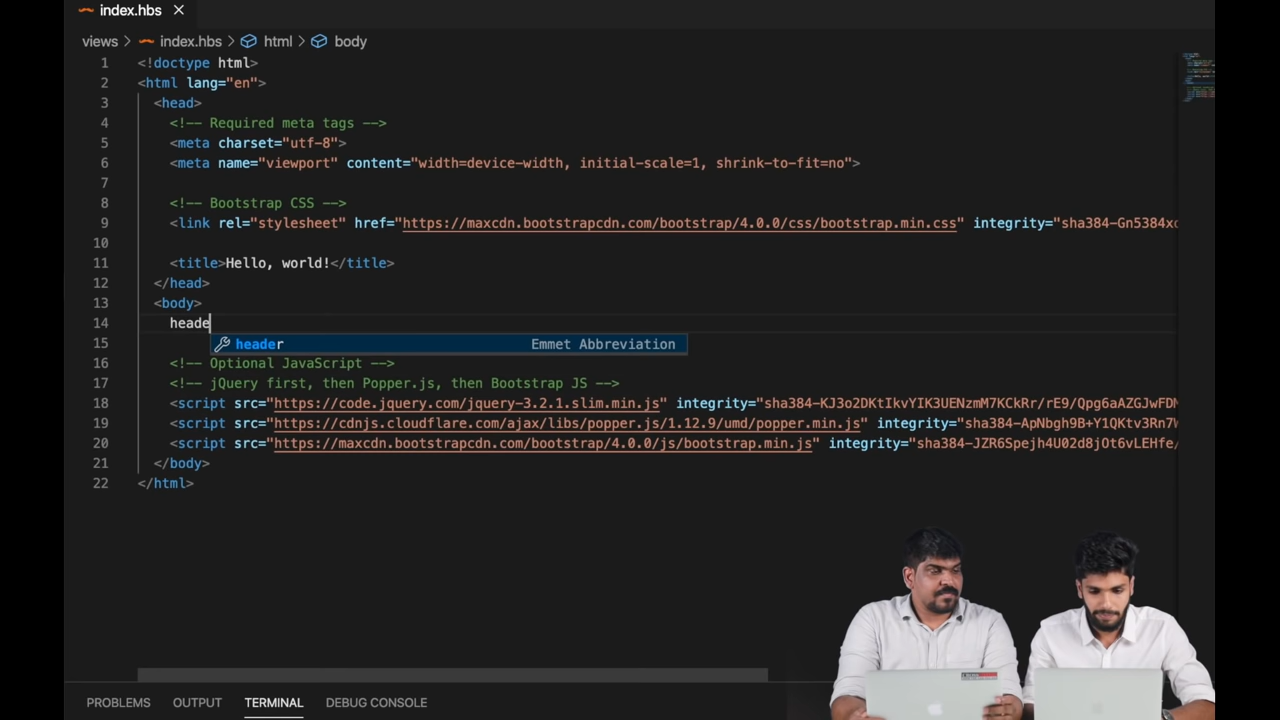 index.hbs
views > index.hbs > html > body
1 <!doctype html>
2 <html lang="en">
3 <head>
4 <!-- Required meta tags -->
5 <meta charset="utf-8">
6 <meta name="viewport" content="width=device-width, initial-scale=1, shrink-to-fit=no">
7
8 <!-- Bootstrap CSS -->
9 <link rel="stylesheet" href="https://maxcdn.bootstrapcdn.com/bootstrap/4.0.0/css/bootstrap.min.css" integrity="sha384-Gn5384xc
10
11 <title>Hello, world!</title>
12 </head>
13 <body>
14 heade
header Emmet Abbreviation
15
16 <!-- Optional JavaScript -->
17 <!-- jQuery first, then Popper.js, then Bootstrap JS -->
18 <script src="https://code.jquery.com/jquery-3.2.1.slim.min.js" integrity="sha384-KJ3o2DKtIkvYIK3UENzmM7KCkRr/rE9/Qpg6aAZGJwFDM
19 <script src="https://cdnjs.cloudflare.com/ajax/libs/popper.js/1.12.9/umd/popper.min.js" integrity="sha384-ApNbgh9B+Y1QKtv3Rn7W
20 <script src="https://maxcdn.bootstrapcdn.com/bootstrap/4.0.0/js/bootstrap.min.js" integrity="sha384-JZR6Spejh4U02d8jOt6vLEHfe/
21 </body>
22 </html>
PROBLEMS OUTPUT TERMINAL DEBUG CONSOLE